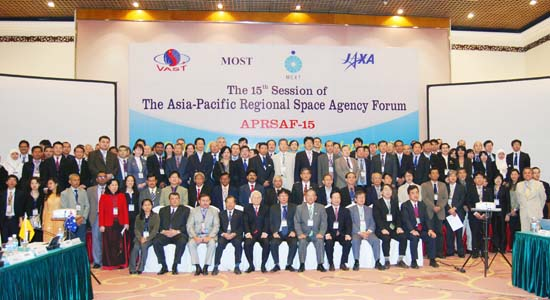 VAST
MOST
MEXT
JAXA
The 15th Session of
The Asia-Pacific Regional Space Agency Forum
APRSAF-15